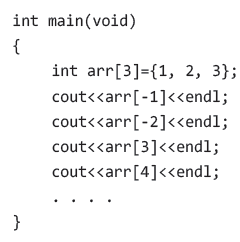 int main(void)
{
    int arr[3]={1, 2, 3};
    cout<<arr[-1]<<endl;
    cout<<arr[-2]<<endl;
    cout<<arr[3]<<endl;
    cout<<arr[4]<<endl;
    . . . .
}